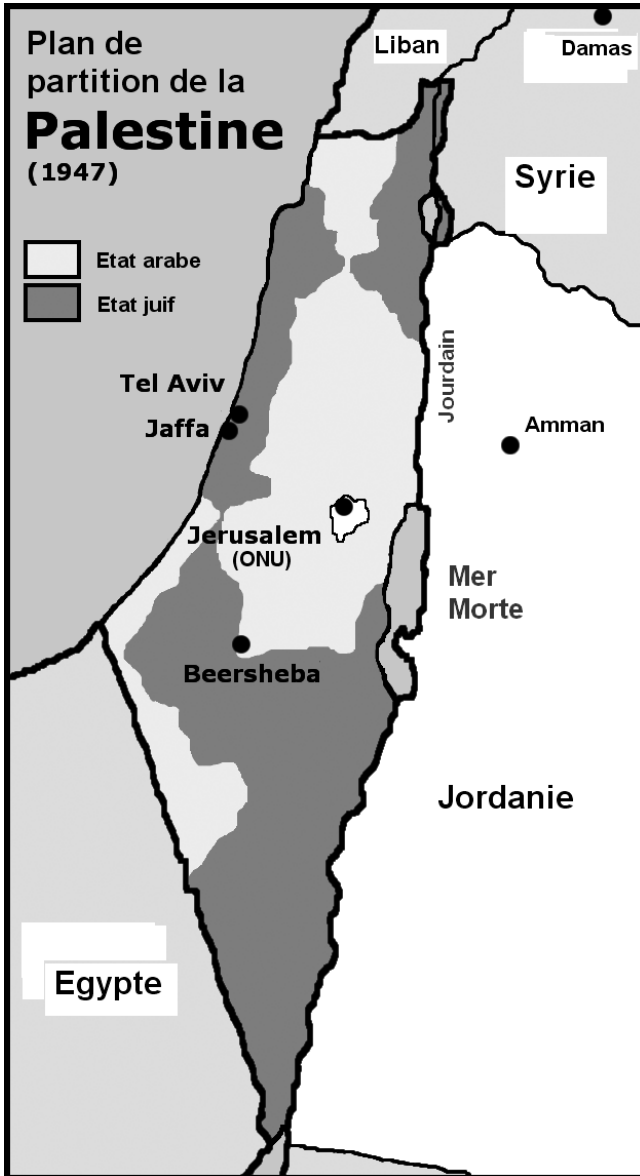 Plan de
partition de la
Palestine
(1947)
Etat arabe
Etat juif
Liban
Damas
Syrie
Tel Aviv
Jaffa
Jourdain
Amman
Jerusalem
(ONU)
Mer
Morte
Beersheba
Jordanie
Egypte